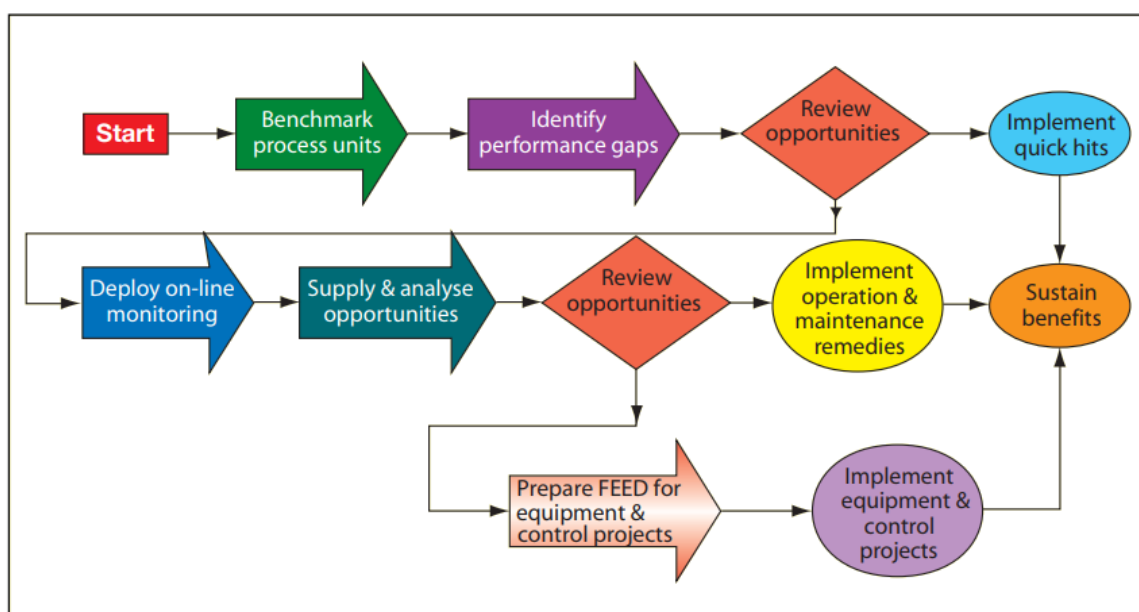 Start
Benchmark
process units
Identify
performance gaps
Review
opportunities
Implement
quick hits
Deploy on-line
monitoring
Supply & analyse
opportunities
Review
opportunities
Implement
operation &
maintenance
remedies
Sustain
benefits
Prepare FEED for
equipment &
control projects
Implement
equipment &
control
projects